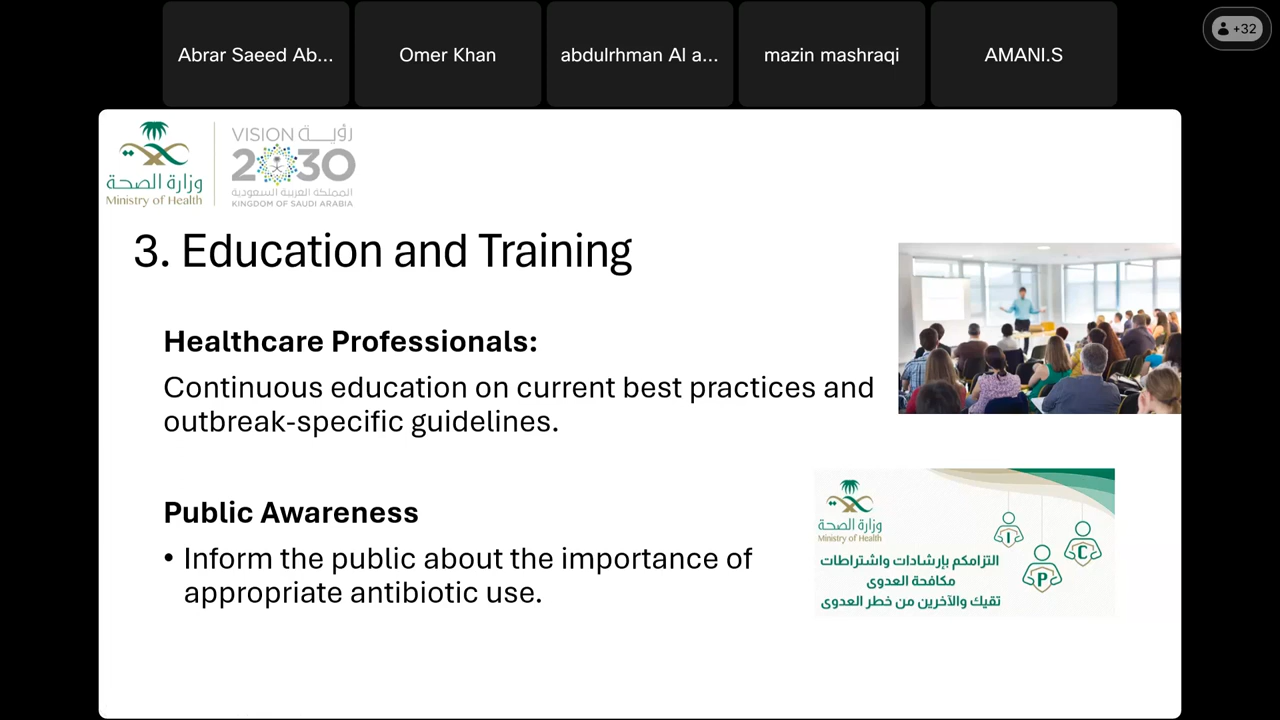 Abrar Saeed Ab...
Omer Khan
abdulrhman Al a...
mazin mashraqi
AMANI.S
+32
وزارة الصحة
Ministry of Health
VISION رؤيــــة
2030
المملكة العربية السعودية
KINGDOM OF SAUDI ARABIA
3. Education and Training
Healthcare Professionals:
Continuous education on current best practices and
outbreak-specific guidelines.
Public Awareness
• Inform the public about the importance of
appropriate antibiotic use.
وزارة الصحة
Ministry of Health
I
P
C
التزامكم بإرشادات واشتراطات
مكافحة العدوى
تقيك والآخرين من خطر العدوى